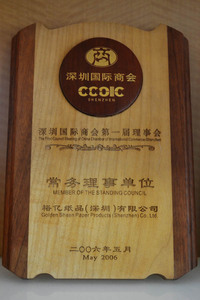 深圳国际商会
CCOIC
SHENZHEN
深圳国际商会第一届理事会
常务理事单位
MEMBER OF THE STANDING COUNCIL
纸品(深圳)有限公司
Golden Paper Products (Shenzhen) Co., Ltd.
二〇〇六年五月
May 2006